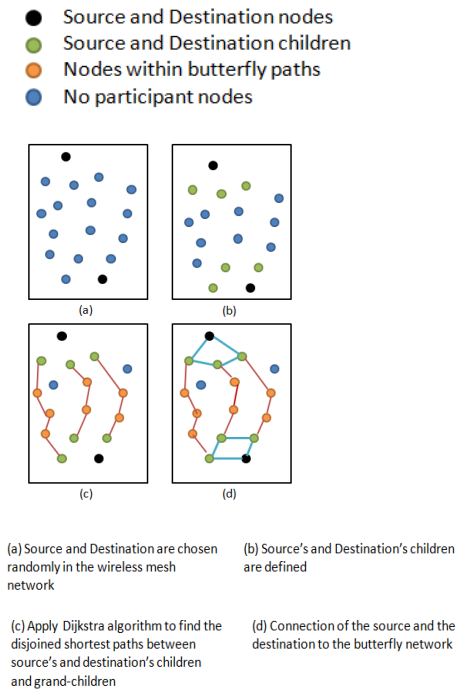 Source and Destination nodes
Source and Destination children
Nodes within butterfly paths
No participant nodes
(a)
(b)
(c)
(d)
(a) Source and Destination are chosen
randomly in the wireless mesh
network
(b) Source's and Destination's children
are defined
(c) Apply Dijkstra algorithm to find the
disjoined shortest paths between
source's and destination's children
and grand-children
(d) Connection of the source and the
destination to the butterfly network